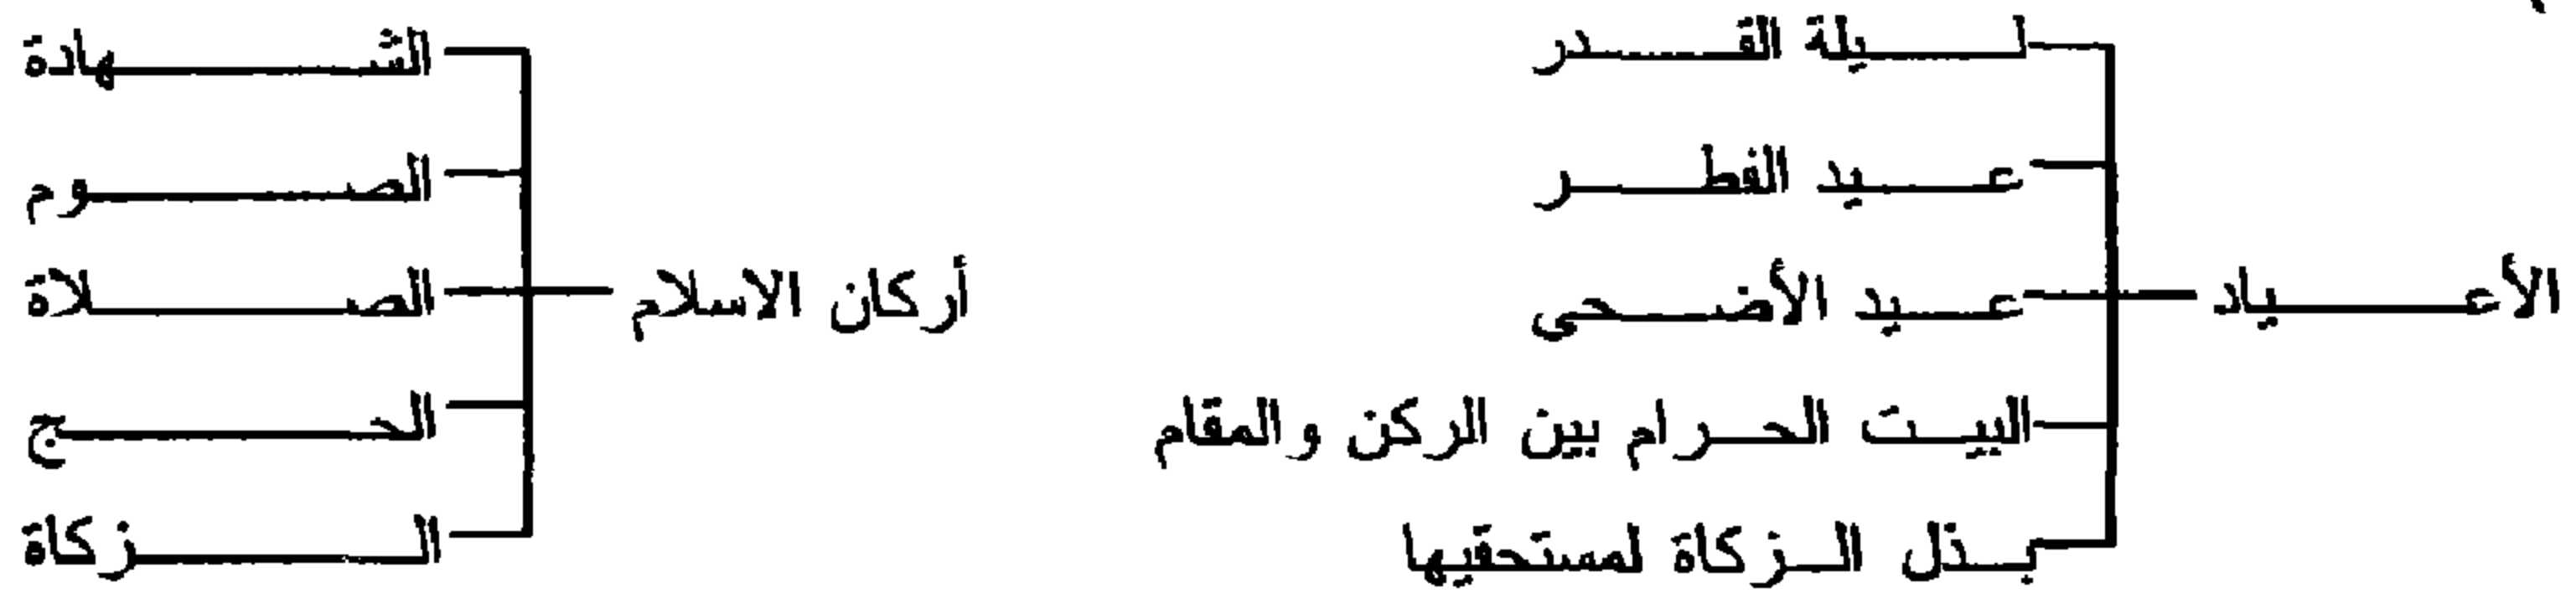 الأعياد
ليلة القدر
عيد الفطر
عيد الأضحى
البيت الحرام بين الركن والمقام
بذل الزكاة لمستحقيها
أركان الاسلام
الشهادة
الصوم
الصلاة
الحج
الزكاة